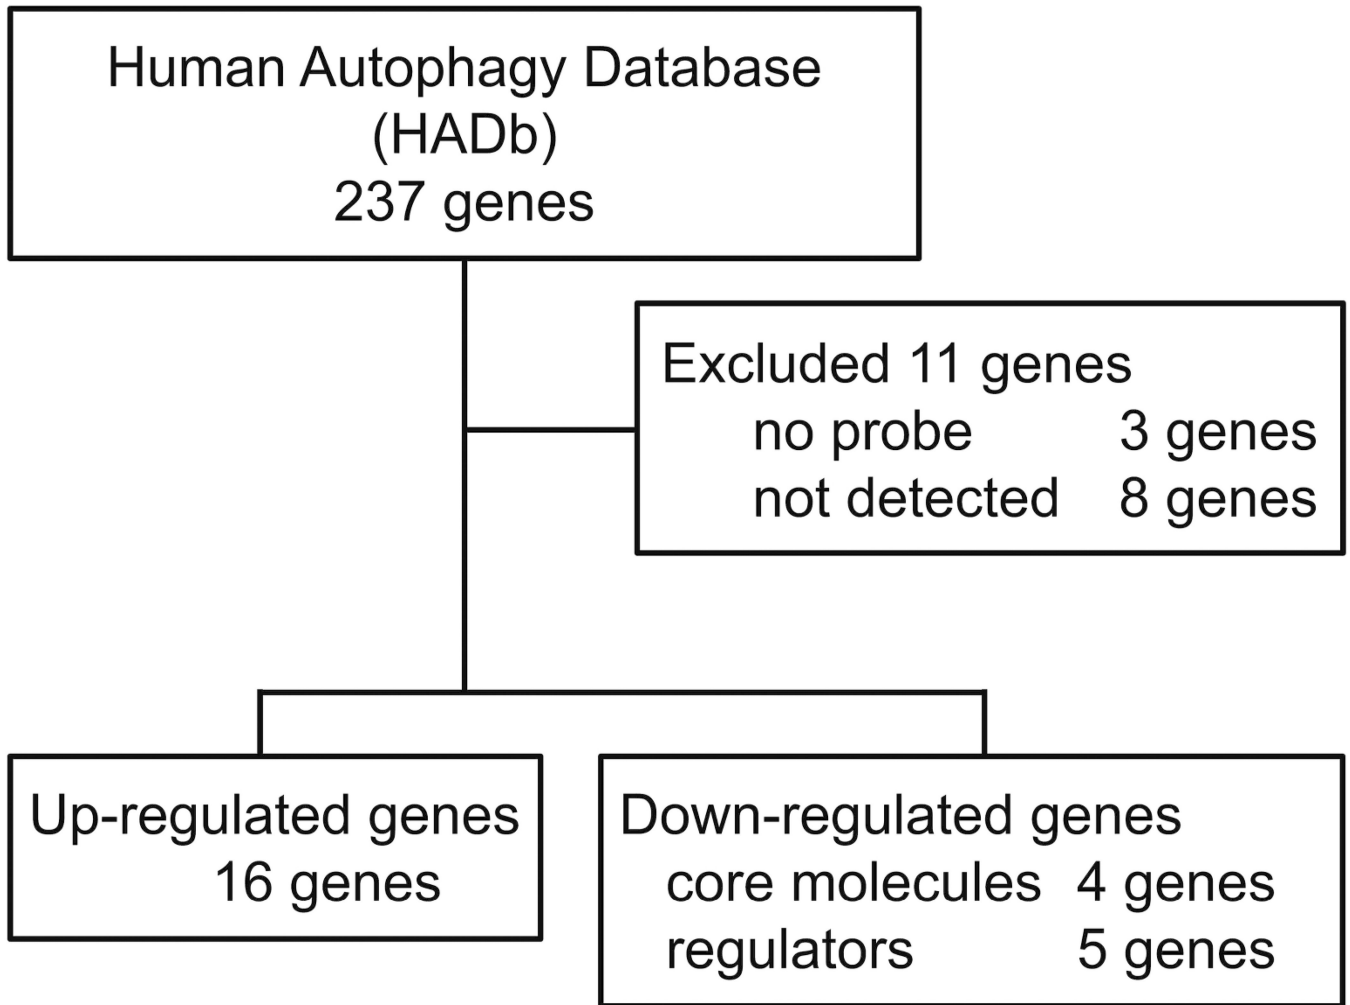 Human Autophagy Database
(HADb)
237 genes
Excluded 11 genes
no probe 3 genes
not detected 8 genes
Up-regulated genes
16 genes
Down-regulated genes
core molecules 4 genes
regulators 5 genes